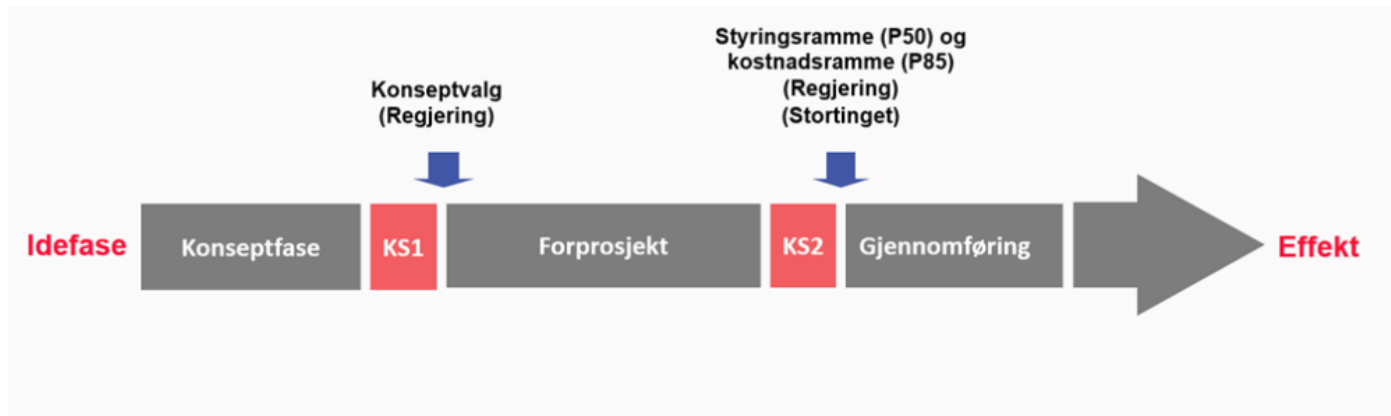 Styringsramme (P50) og
kostnadsramme (P85)
(Regjering)
(Stortinget)
Konseptvalg
(Regjering)
Idefase
Konseptfase
KS1
Forprosjekt
KS2
Gjennomføring
Effekt